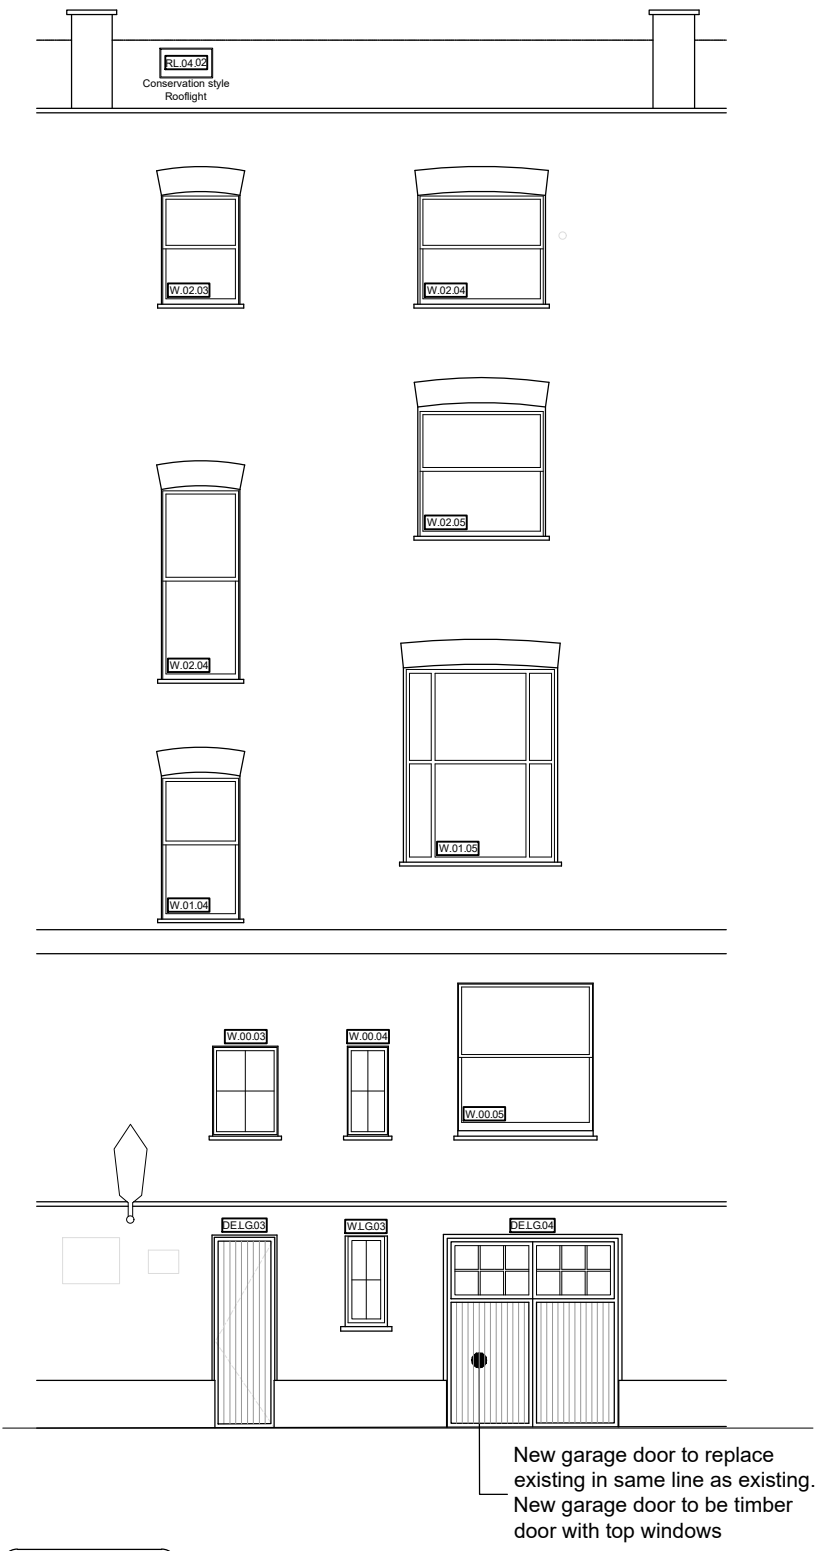 RL.04.02
Conservation style
Rooflight
W.02.03
W.02.04
W.02.05
W.02.04
W.01.05
W.01.04
W.00.03
W.00.04
W.00.05
DE.LG.03
W.LG.03
DE.LG.04
New garage door to replace
existing in same line as existing.
New garage door to be timber
door with top windows